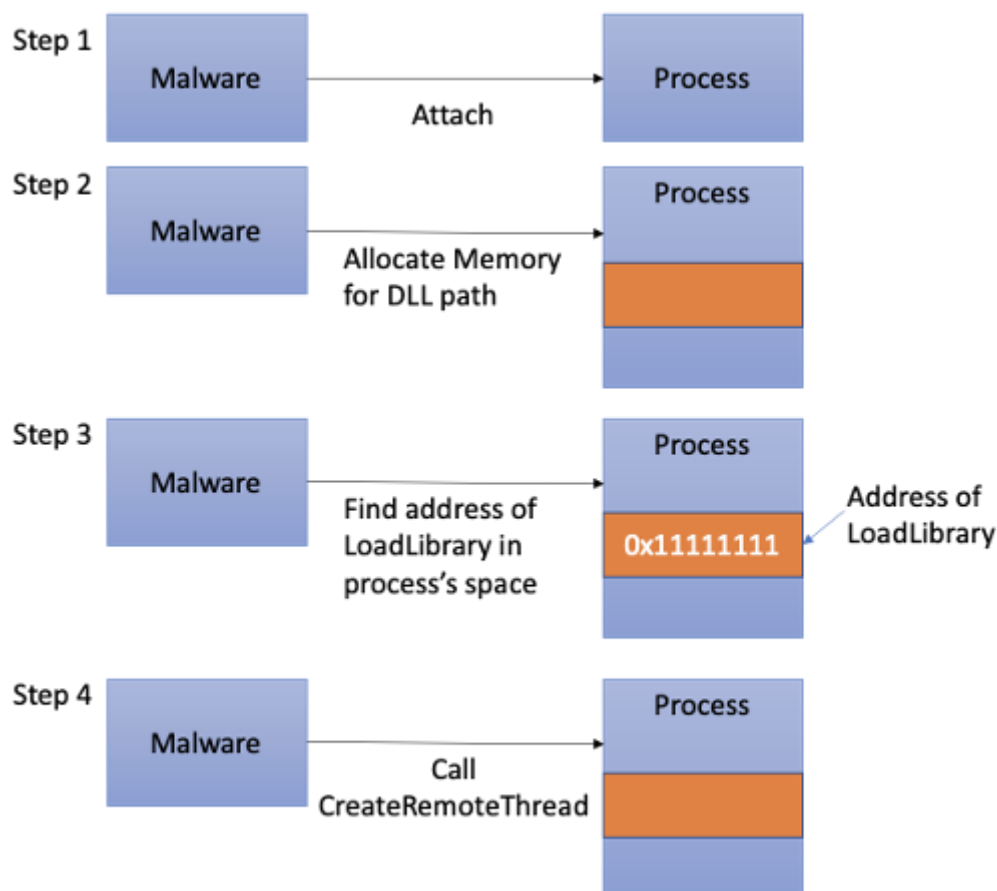 Step 1
Malware
Attach
Process
Step 2
Malware
Allocate Memory
for DLL path
Process
Step 3
Malware
Find address of
LoadLibrary in
process's space
Process
0x11111111
Address of
LoadLibrary
Step 4
Malware
Call
CreateRemoteThread
Process